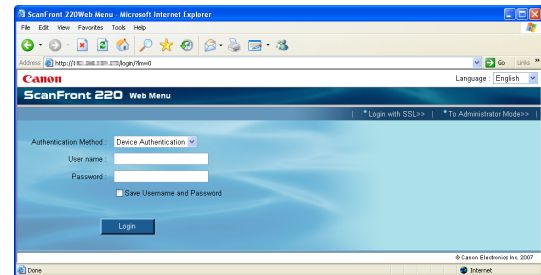 ScanFront 220Web Menu - Microsoft Internet Explorer
File Edit View Favorites Tools Help
Address http:// /login/?lnw=0 Go Links »
Canon Language : English
ScanFront 220 Web Menu
| * Login with SSL>> | * To Administrator Mode>> |
Authentication Method : Device Authentication
User name :
Password :
Save Username and Password
Login
© Canon Electronics Inc. 2007
Done Internet